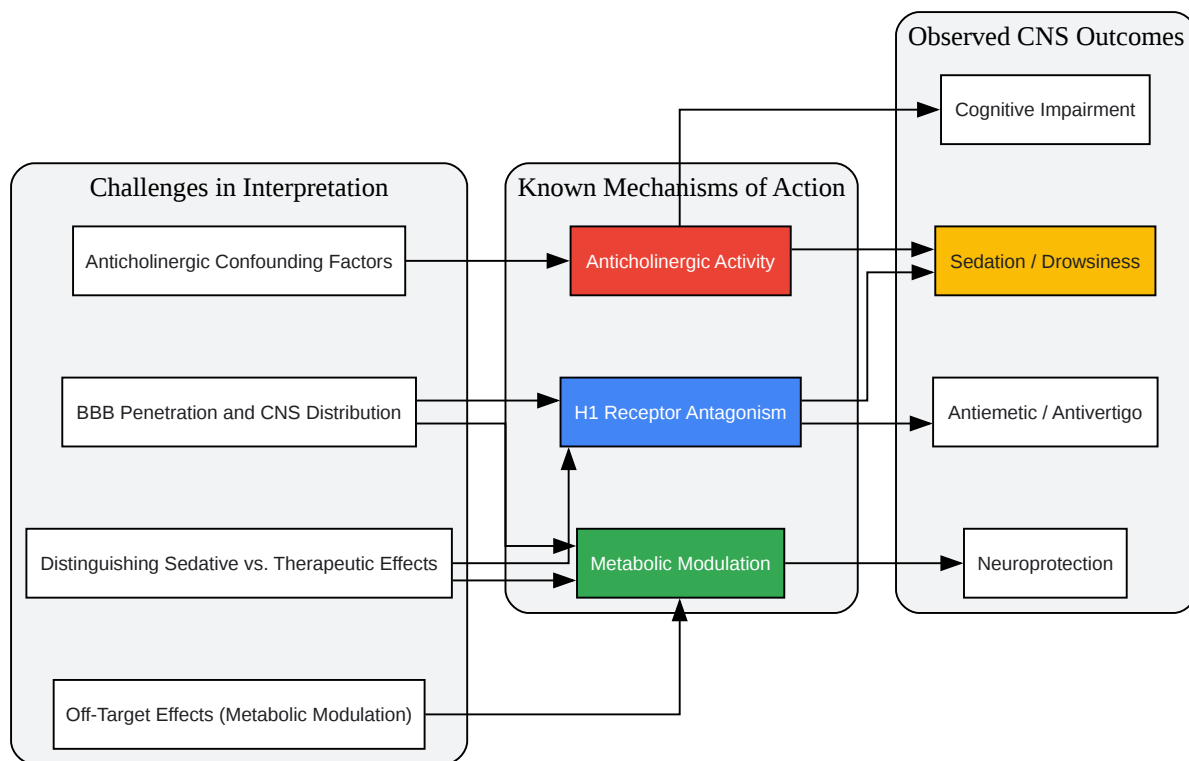 Observed CNS Outcomes
Cognitive Impairment
Challenges in Interpretation
Known Mechanisms of Action
Anticholinergic Confounding Factors
Anticholinergic Activity
Sedation / Drowsiness
BBB Penetration and CNS Distribution
H1 Receptor Antagonism
Antiemetic / Antivertigo
Distinguishing Sedative vs. Therapeutic Effects
Metabolic Modulation
Neuroprotection
Off-Target Effects (Metabolic Modulation)